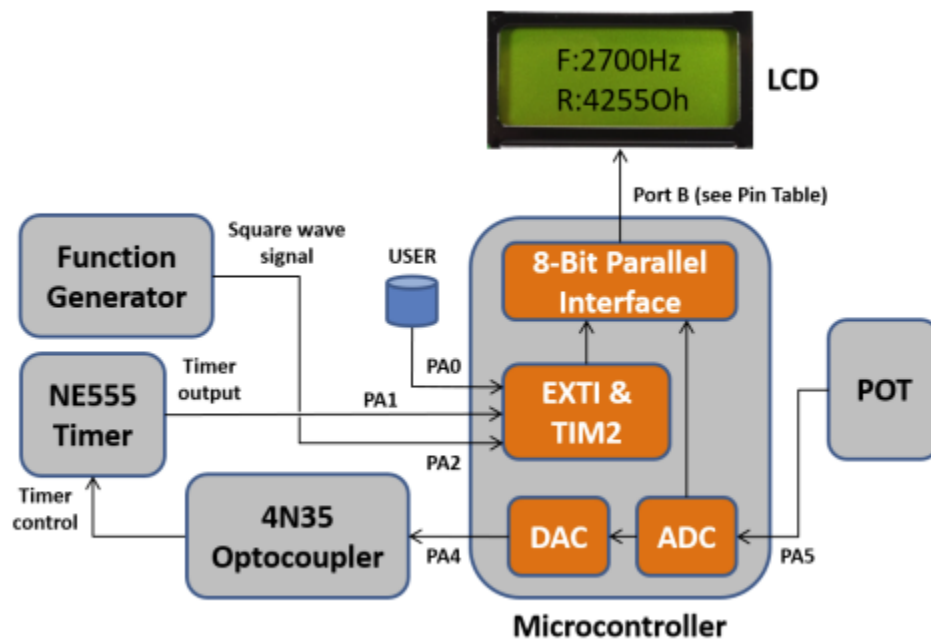 F:2700Hz
R:4255Oh
LCD
Port B (see Pin Table)
Function
Generator
Square wave
signal
USER
8-Bit Parallel
Interface
NE555
Timer
Timer
output
PA0
PA1
EXTI &
TIM2
PA2
POT
Timer
control
4N35
Optocoupler
PA4
DAC
ADC
PA5
Microcontroller